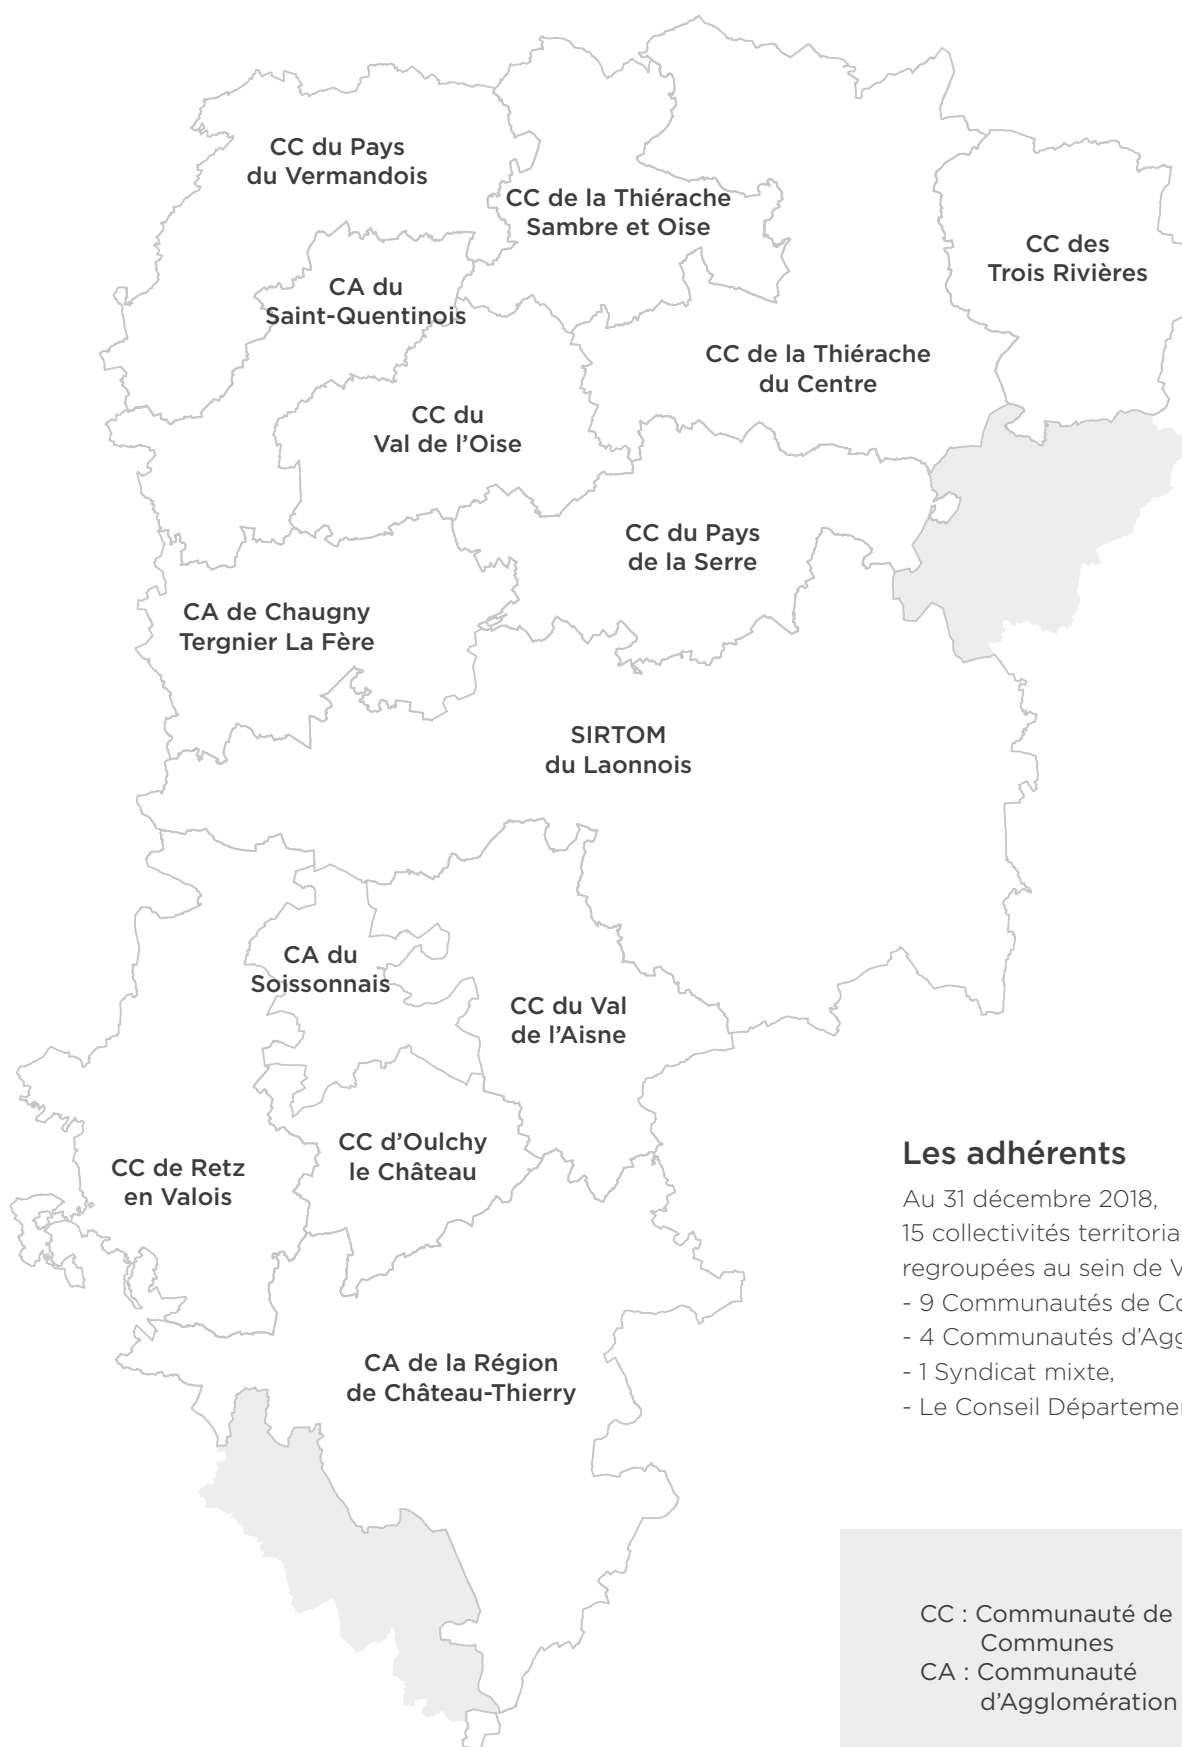 CC du Pays
du Vermandois
CC de la Thiérache
Sambre et Oise
CC des
Trois Rivières
CA du
Saint-Quentinois
CC de la Thiérache
du Centre
CC du
Val de l'Oise
CC du Pays
de la Serre
CA de Chaugny
Tergnier La Fère
SIRTOM
du Laonnois
CA du
Soissonnais
CC du Val
de l'Aisne
CC d'Oulchy
le Château
CC de Retz
en Valois
CA de la Région
de Château-Thierry
Les adhérents
Au 31 décembre 2018,
15 collectivités
regroupées au sein de
- 9 Communautés de
- 4 Communautés
- 1 Syndicat mixte,
- Le Conseil
CC : Communauté de
Communes
CA : Communauté
d'Agglomération